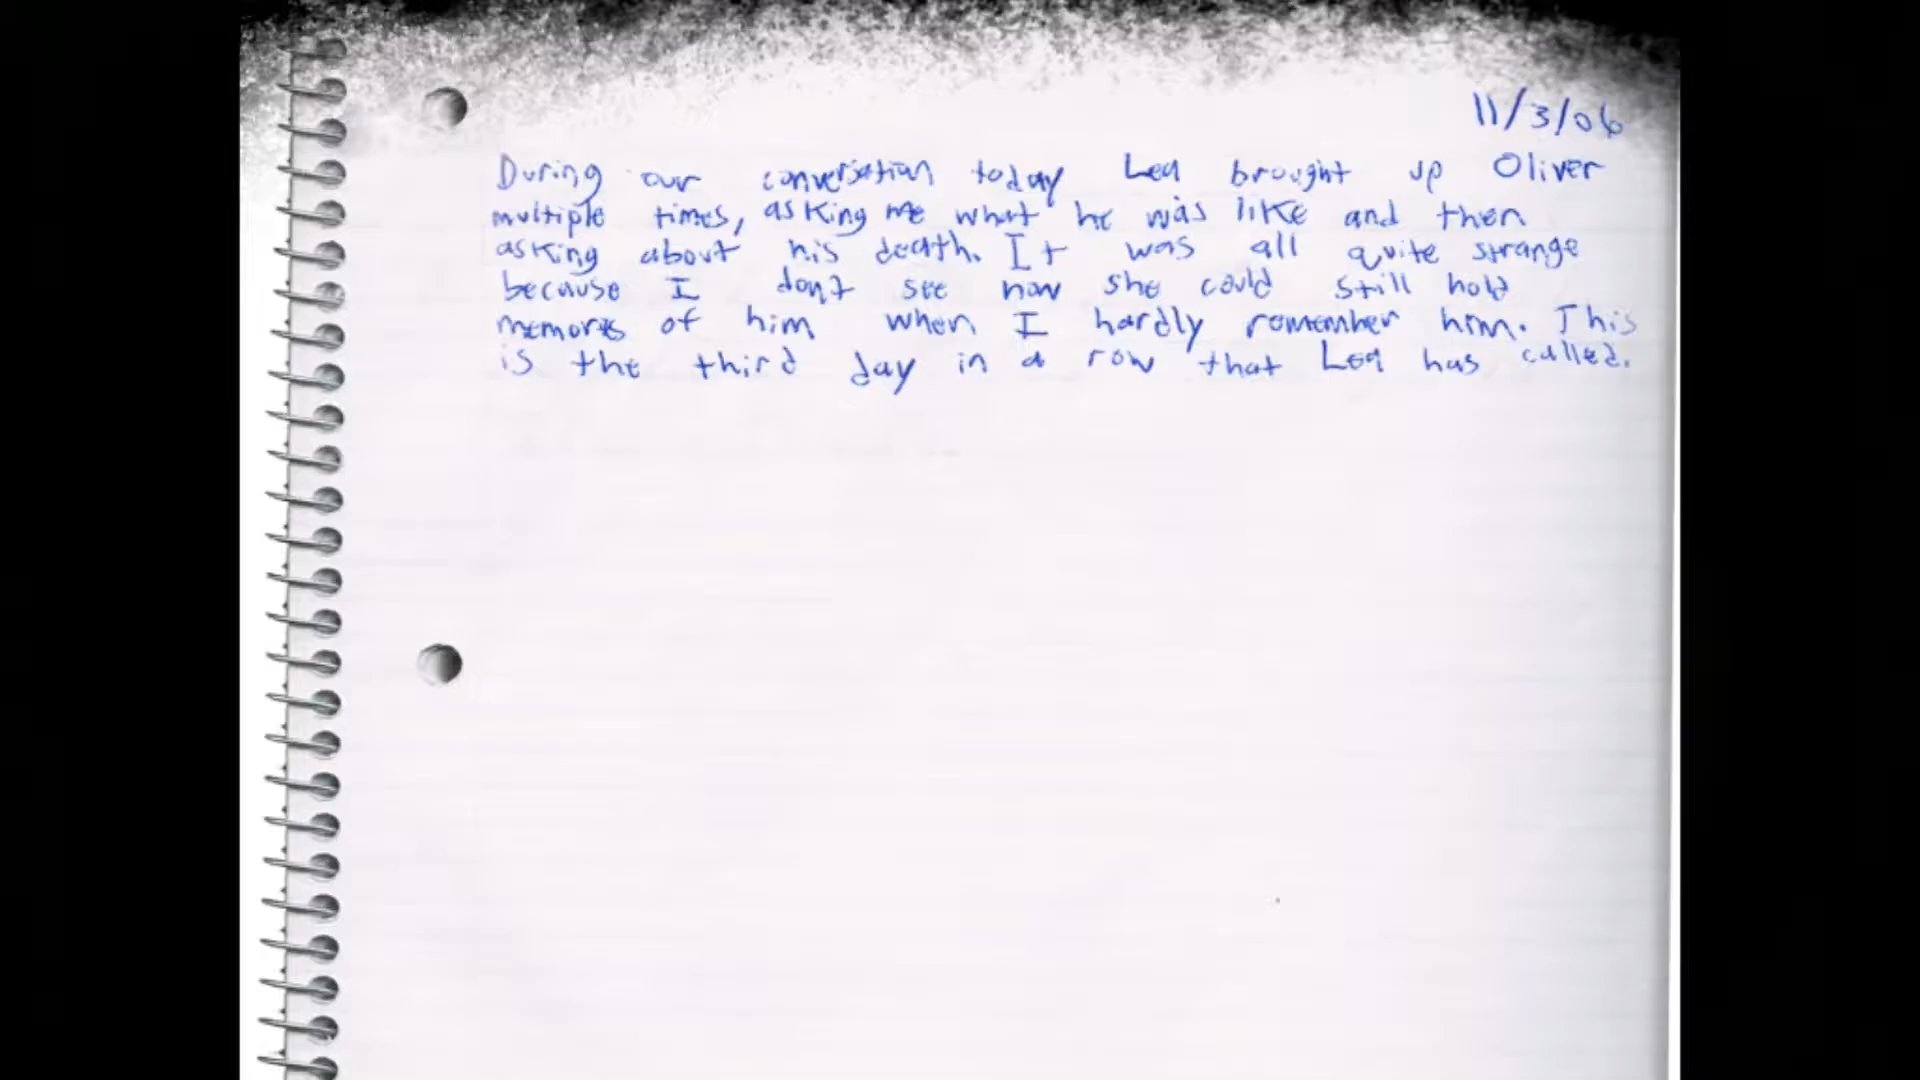 11/3/06
During our conversation today Lea brought up Oliver
multiple times, asking me what he was like and then
asking about his death. It was all quite strange
because I don't see how she could still hold
memories of him when I hardly remember him. This
is the third day in a row that Lea has called.